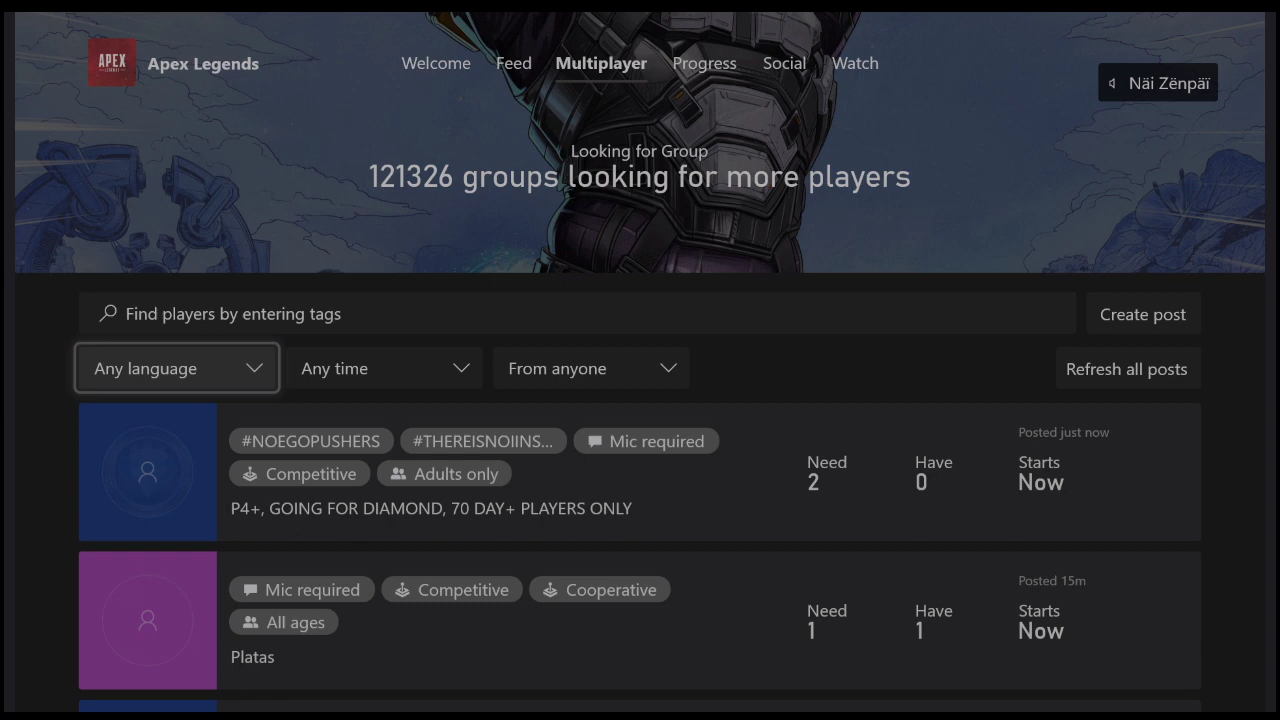 APEX
LEGENDS
Apex Legends
Welcome Feed Multiplayer Progress Social Watch
Näi Zënpäï
Looking for Group
121326 groups looking for more players
Find players by entering tags
Create post
Any language
Any time
From anyone
Refresh all posts
#NOEGOPUSHERS #THEREISNOIINS... Mic required
Competitive Adults only
P4+, GOING FOR DIAMOND, 70 DAY+ PLAYERS ONLY
Need
2
Have
0
Posted just now
Starts
Now
Mic required Competitive Cooperative
All ages
Platas
Need
1
Have
1
Posted 15m
Starts
Now